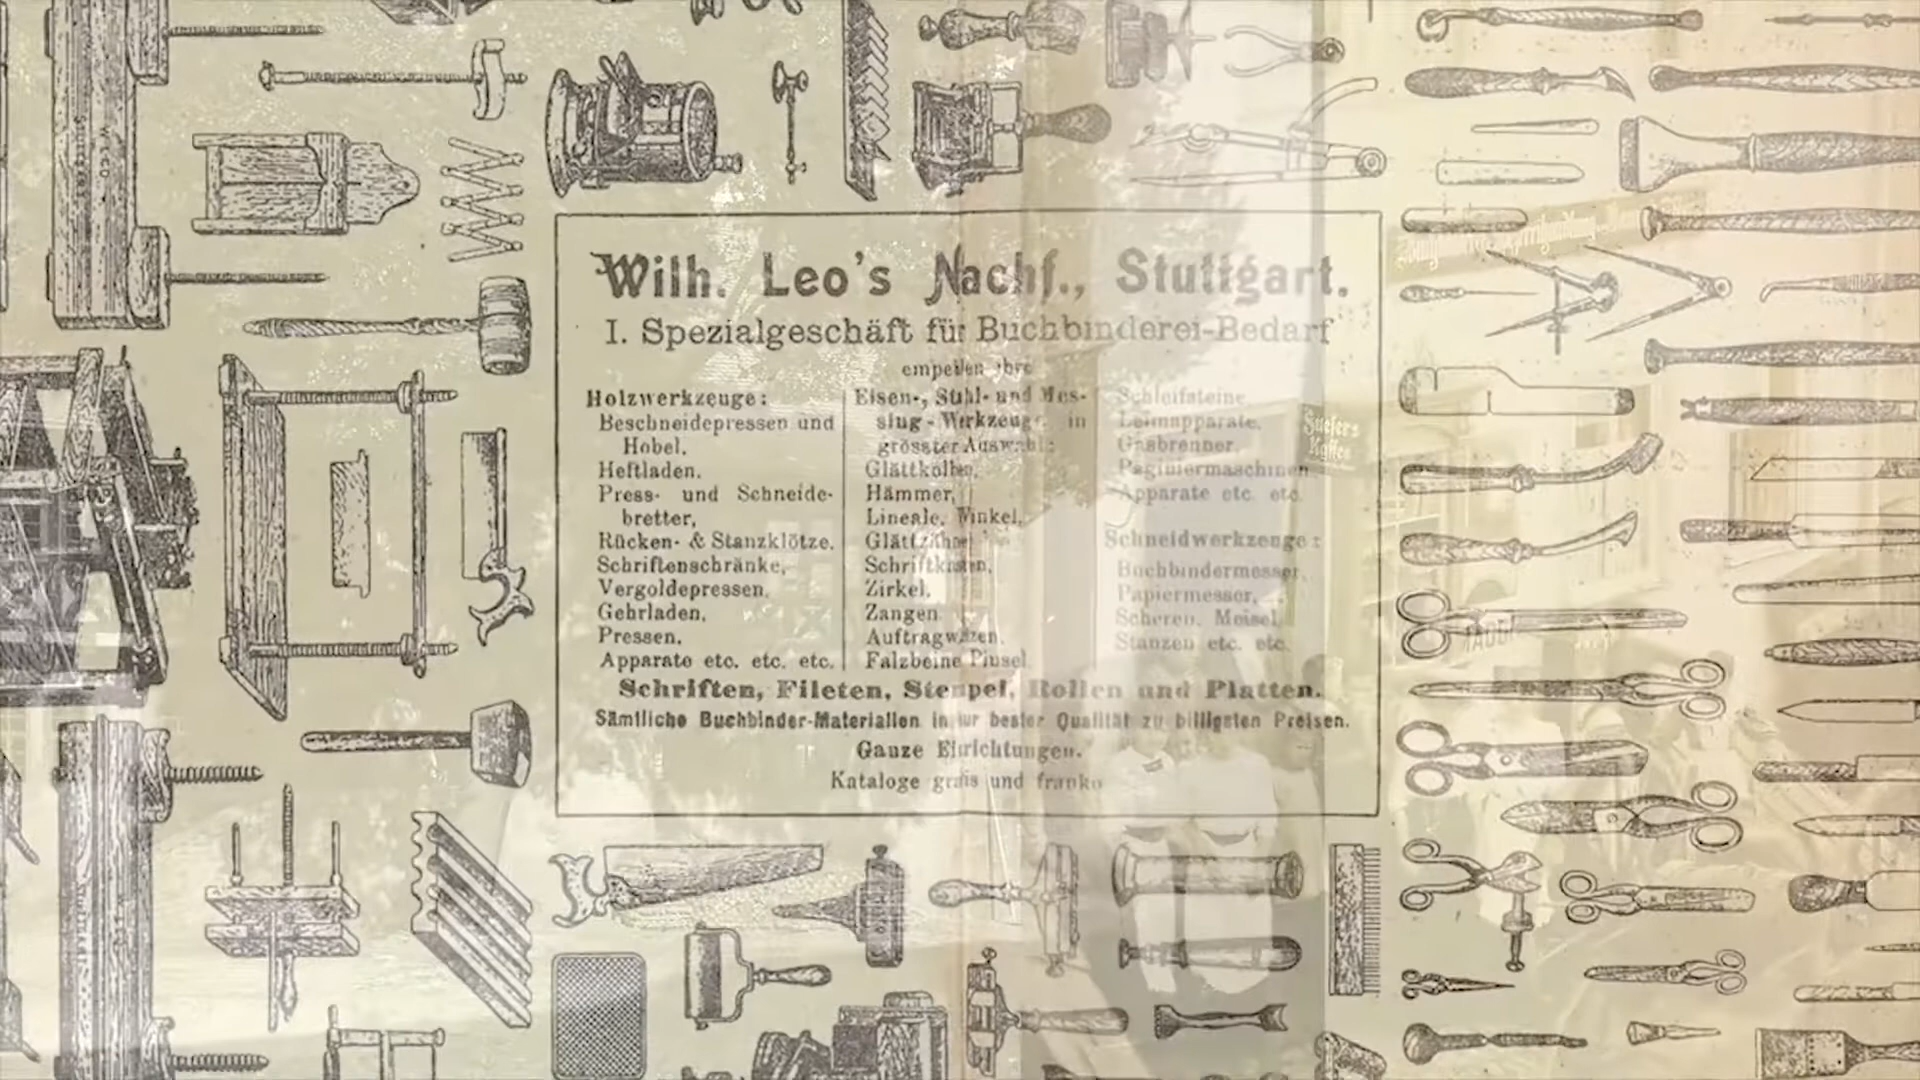 Wilh. Leo's Nachf., Stuttgart.
I. Spezialgeschäft für Buchbinderei-Bedarf
empfehlen ihre
Holzwerkzeuge:
Beschneidepressen und
Hobel,
Heftladen,
Press- und Schneide-
bretter,
Rücken- & Stanzklötze,
Schriftenschränke,
Vergoldepressen,
Gehrladen,
Pressen,
Apparate etc. etc. etc.
Eisen-, Stahl- und Mes-
sing-Werkzeuge in
grösster Auswahl:
Glättkolben,
Hämmer,
Lineale, Winkel,
Glättzähne
Schriftkasten,
Zirkel,
Zangen
Auftragwalzen,
Falzbeine Pinsel
Schleifsteine,
Leimapparate,
Gasbrenner,
Paginiermaschinen
Apparate etc. etc.
Schneidwerkzeuge:
Buchbindermesser,
Papiermesser,
Scheren, Meisel,
Stanzen etc. etc.
Schriften, Fileten, Stempel, Rollen und Platten.
Sämtliche Buchbinder-Materialien in nur bester Qualität zu billigsten Preisen.
Ganze Einrichtungen.
Kataloge gratis und franko
Suefers
Kaffee